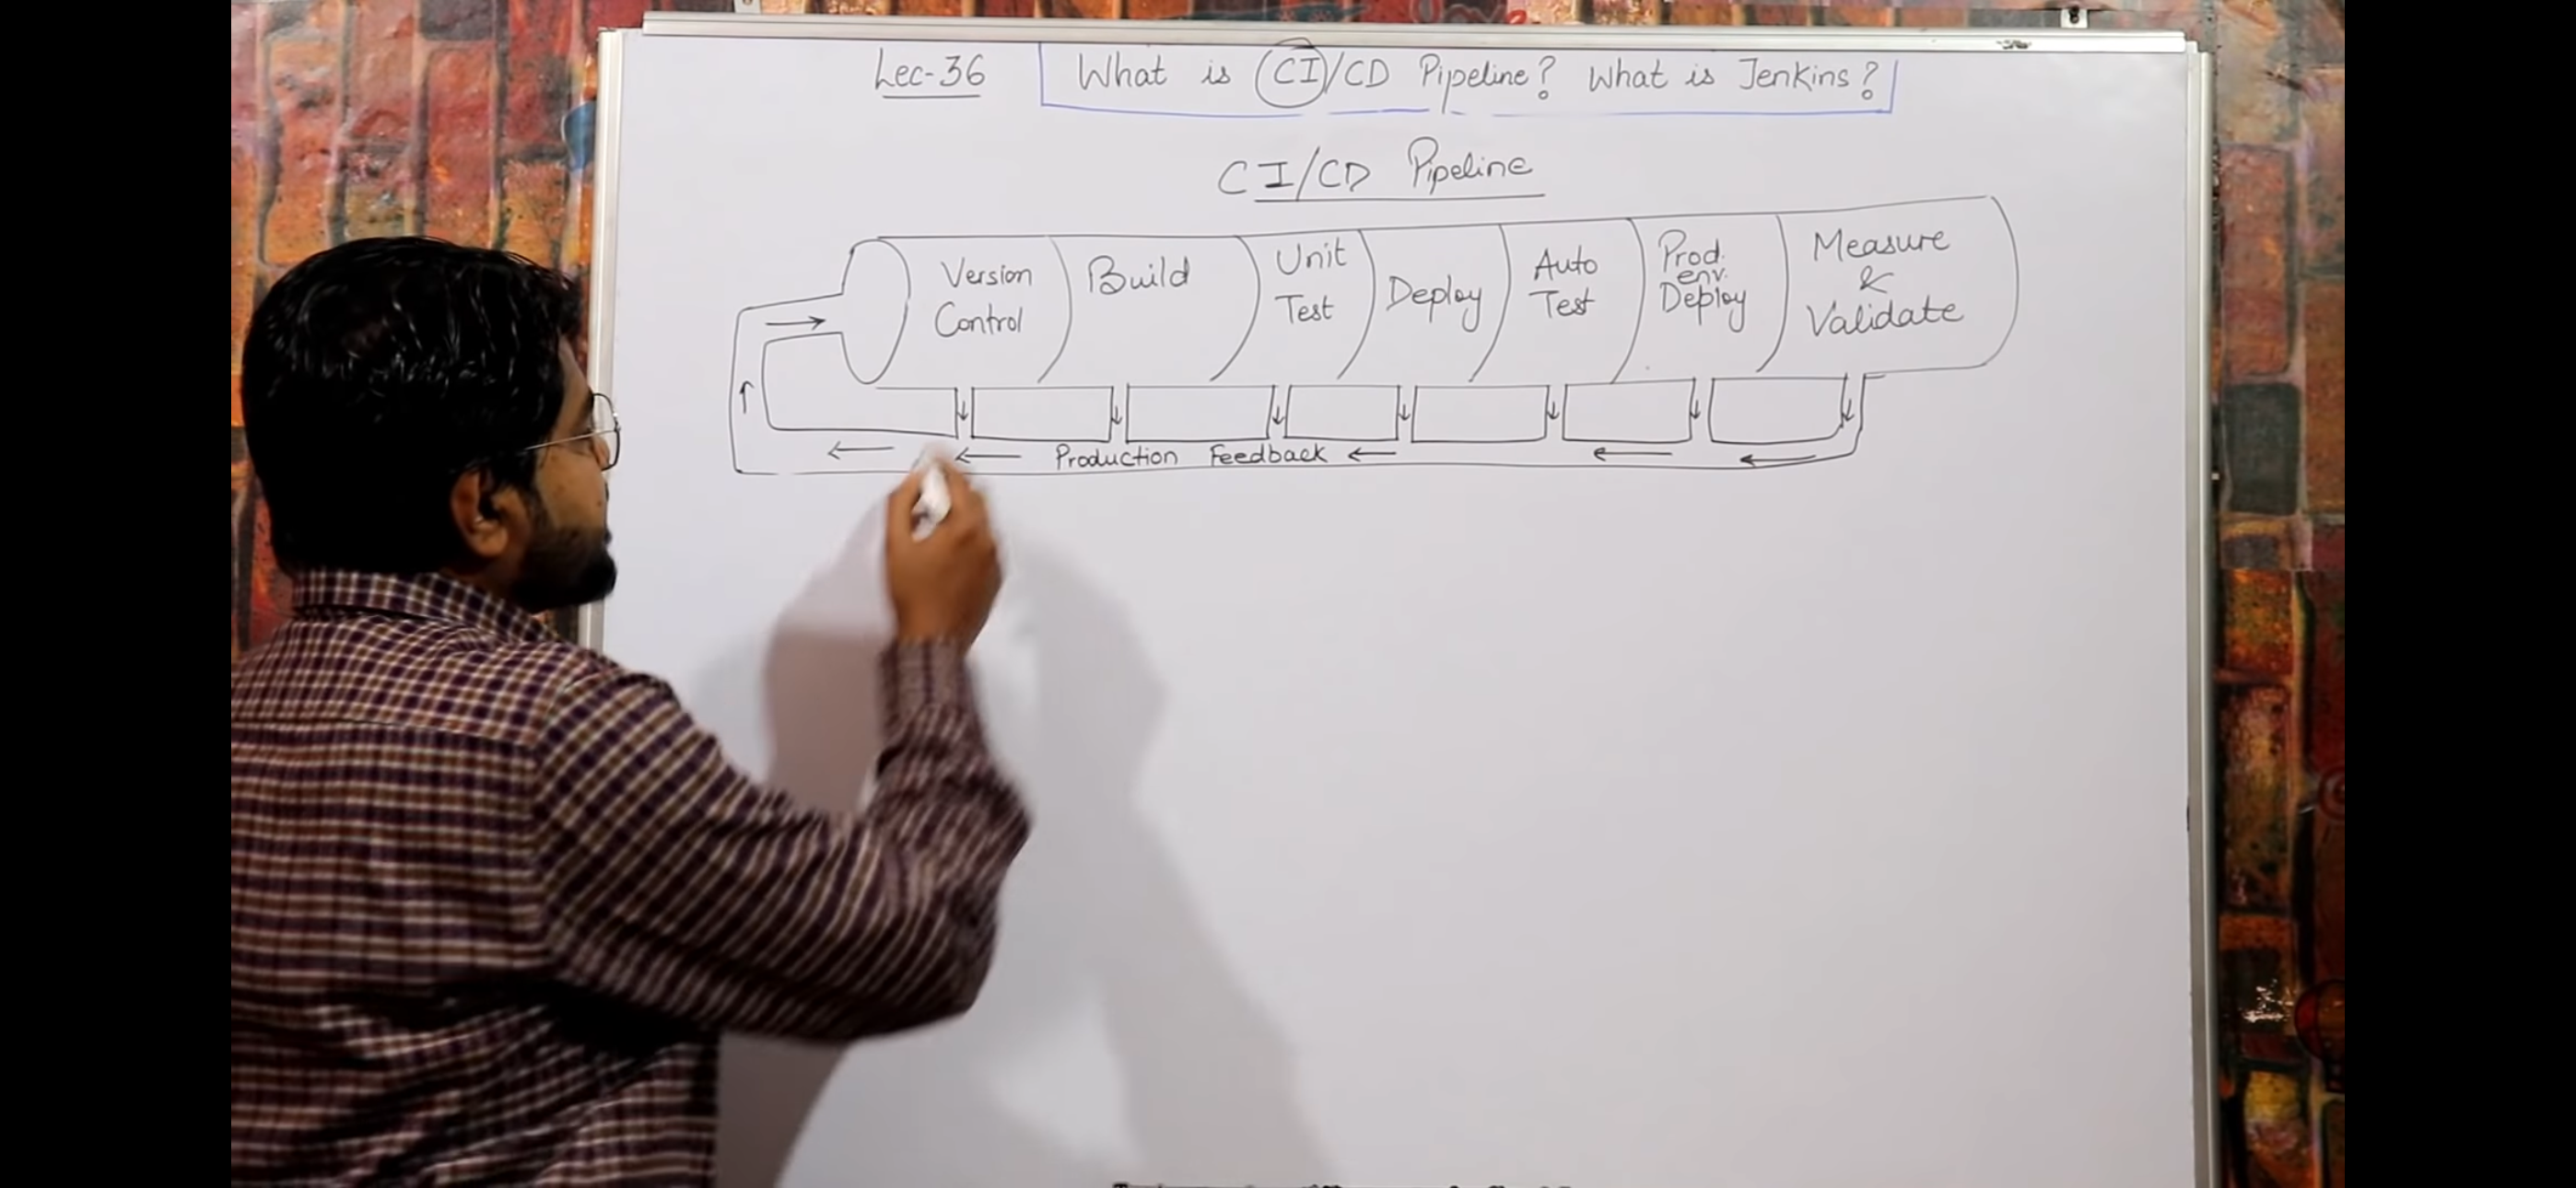 Lec-36 What is CI/CD Pipeline? What is Jenkins?
CI/CD Pipeline
Version Control
Build
Unit Test
Deploy
Auto Test
Prod. env. Deploy
Measure & Validate
Production Feedback